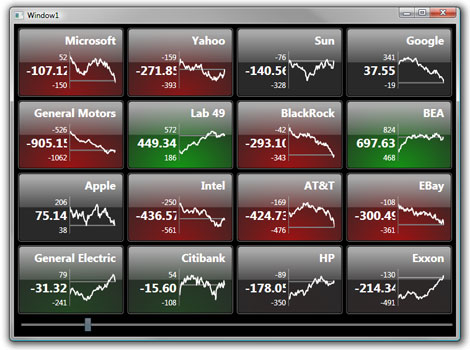 Window1
Microsoft
52
-107.12
-150
Yahoo
-159
-271.85
-393
Sun
-76
-140.56
-328
Google
341
37.55
-19
General Motors
-526
-905.15
-1062
Lab 49
572
449.34
186
BlackRock
-42
-293.10
-343
BEA
824
697.63
468
Apple
206
75.14
38
Intel
-250
-436.57
-561
AT&T
-169
-424.73
-476
EBay
-108
-300.49
-361
General Electric
79
-31.32
-241
Citibank
54
-15.60
-108
HP
-89
-178.05
-350
Exxon
-130
-214.34
-491